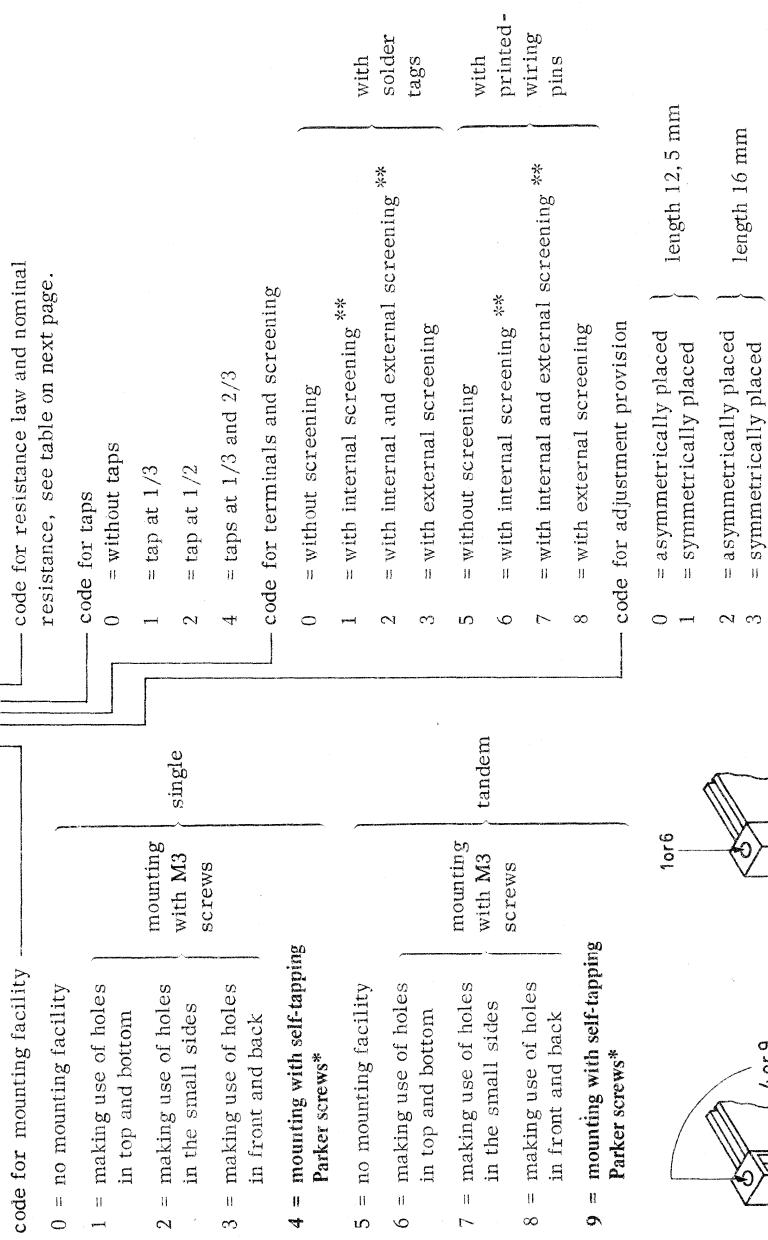 code for resistance law and nominal
resistance, see table on next page.
code for taps
0 = without taps
1 = tap at 1/3
2 = tap at 1/2
4 = taps at 1/3 and 2/3
code for terminals and screening
0 = without screening
1 = with internal screening **
2 = with internal and external screening **
3 = with external screening
with
solder
tags
5 = without screening
6 = with internal screening **
7 = with internal and external screening **
8 = with external screening
with
printed-
wiring
pins
code for adjustment provision
0 = asymmetrically placed
1 = symmetrically placed
length 12,5 mm
2 = asymmetrically placed
3 = symmetrically placed
length 16 mm
code for mounting facility
0 = no mounting facility
1 = making use of holes
in top and bottom
2 = making use of holes
in the small sides
3 = making use of holes
in front and back
mounting
with M3
screws
4 = mounting with self-tapping
Parker screws*
single
5 = no mounting facility
6 = making use of holes
in top and bottom
7 = making use of holes
in the small sides
8 = making use of holes
in front and back
mounting
with M3
screws
9 = mounting with self-tapping
Parker screws*
tandem
1or6